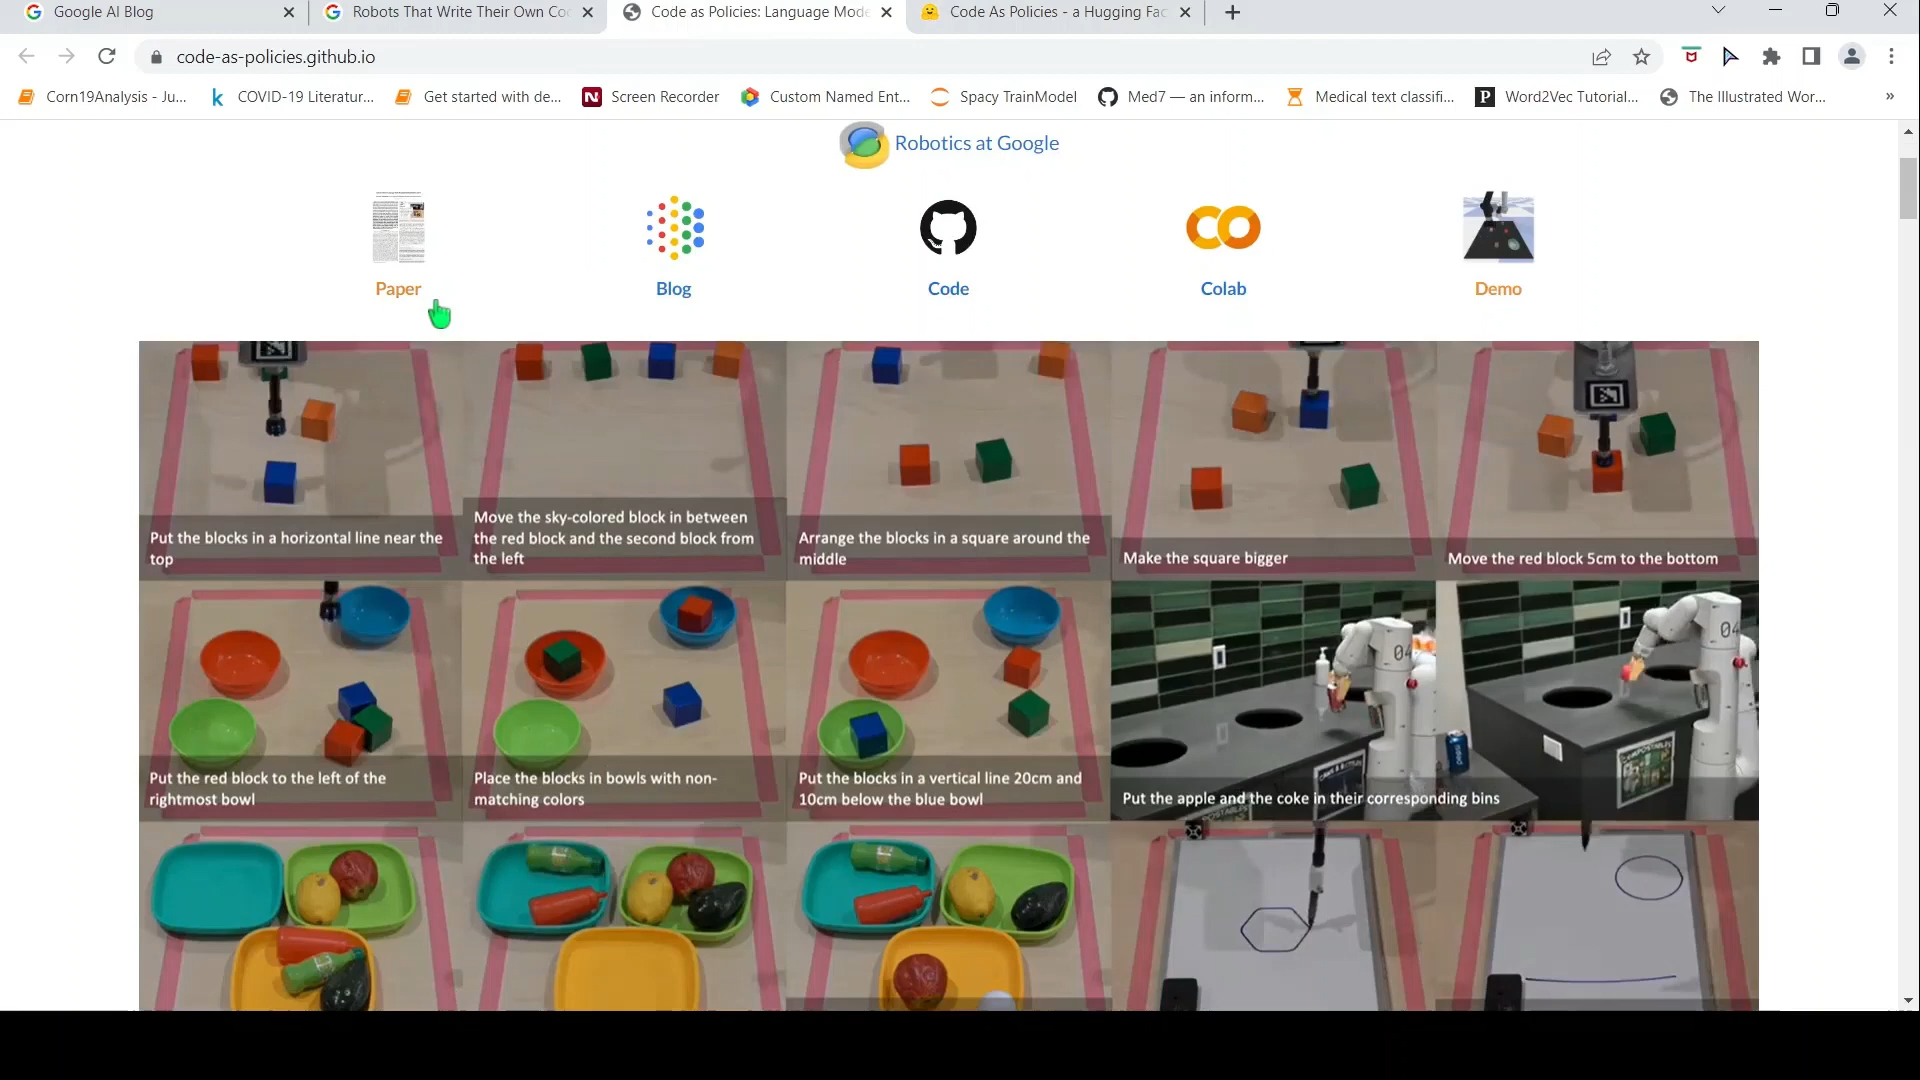 Google AI Blog
Robots That Write Their Own Co
Code as Policies: Language Mode
Code As Policies - a Hugging Fac
code-as-policies.github.io
Corn19Analysis - Ju...
COVID-19 Literatur...
Get started with de...
Screen Recorder
Custom Named Ent...
Spacy TrainModel
Med7 — an inform...
Medical text classifi...
Word2Vec Tutorial...
The Illustrated Wor...
»
Robotics at Google
Paper
Blog
Code
Colab
Demo
Put the blocks in a horizontal line near the
top
Move the sky-colored block in between
the red block and the second block from
the left
Arrange the blocks in a square around the
middle
Make the square bigger
Move the red block 5cm to the bottom
Put the red block to the left of the
rightmost bowl
Place the blocks in bowls with non-
matching colors
Put the blocks in a vertical line 20cm and
10cm below the blue bowl
04
04
Put the apple and the coke in their corresponding bins